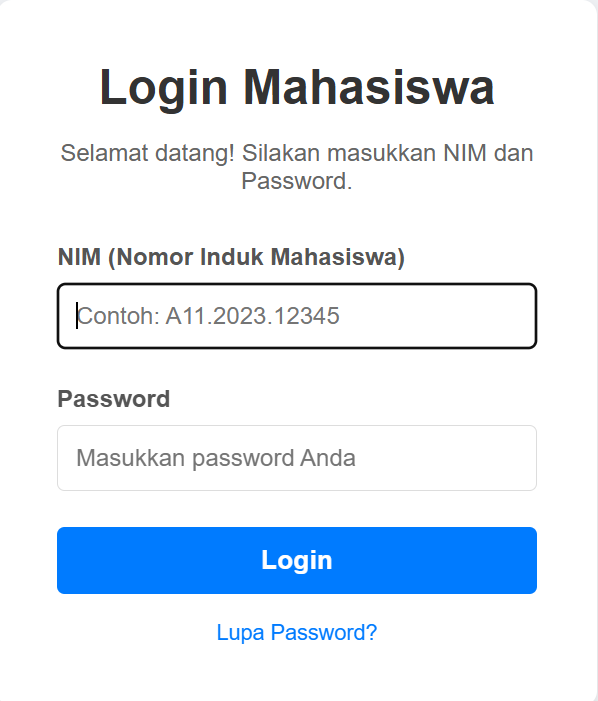 Login Mahasiswa
Selamat datang! Silakan masukkan NIM dan
Password.
NIM (Nomor Induk Mahasiswa)
Contoh: A11.2023.12345
Password
Masukkan password Anda
Login
Lupa Password?